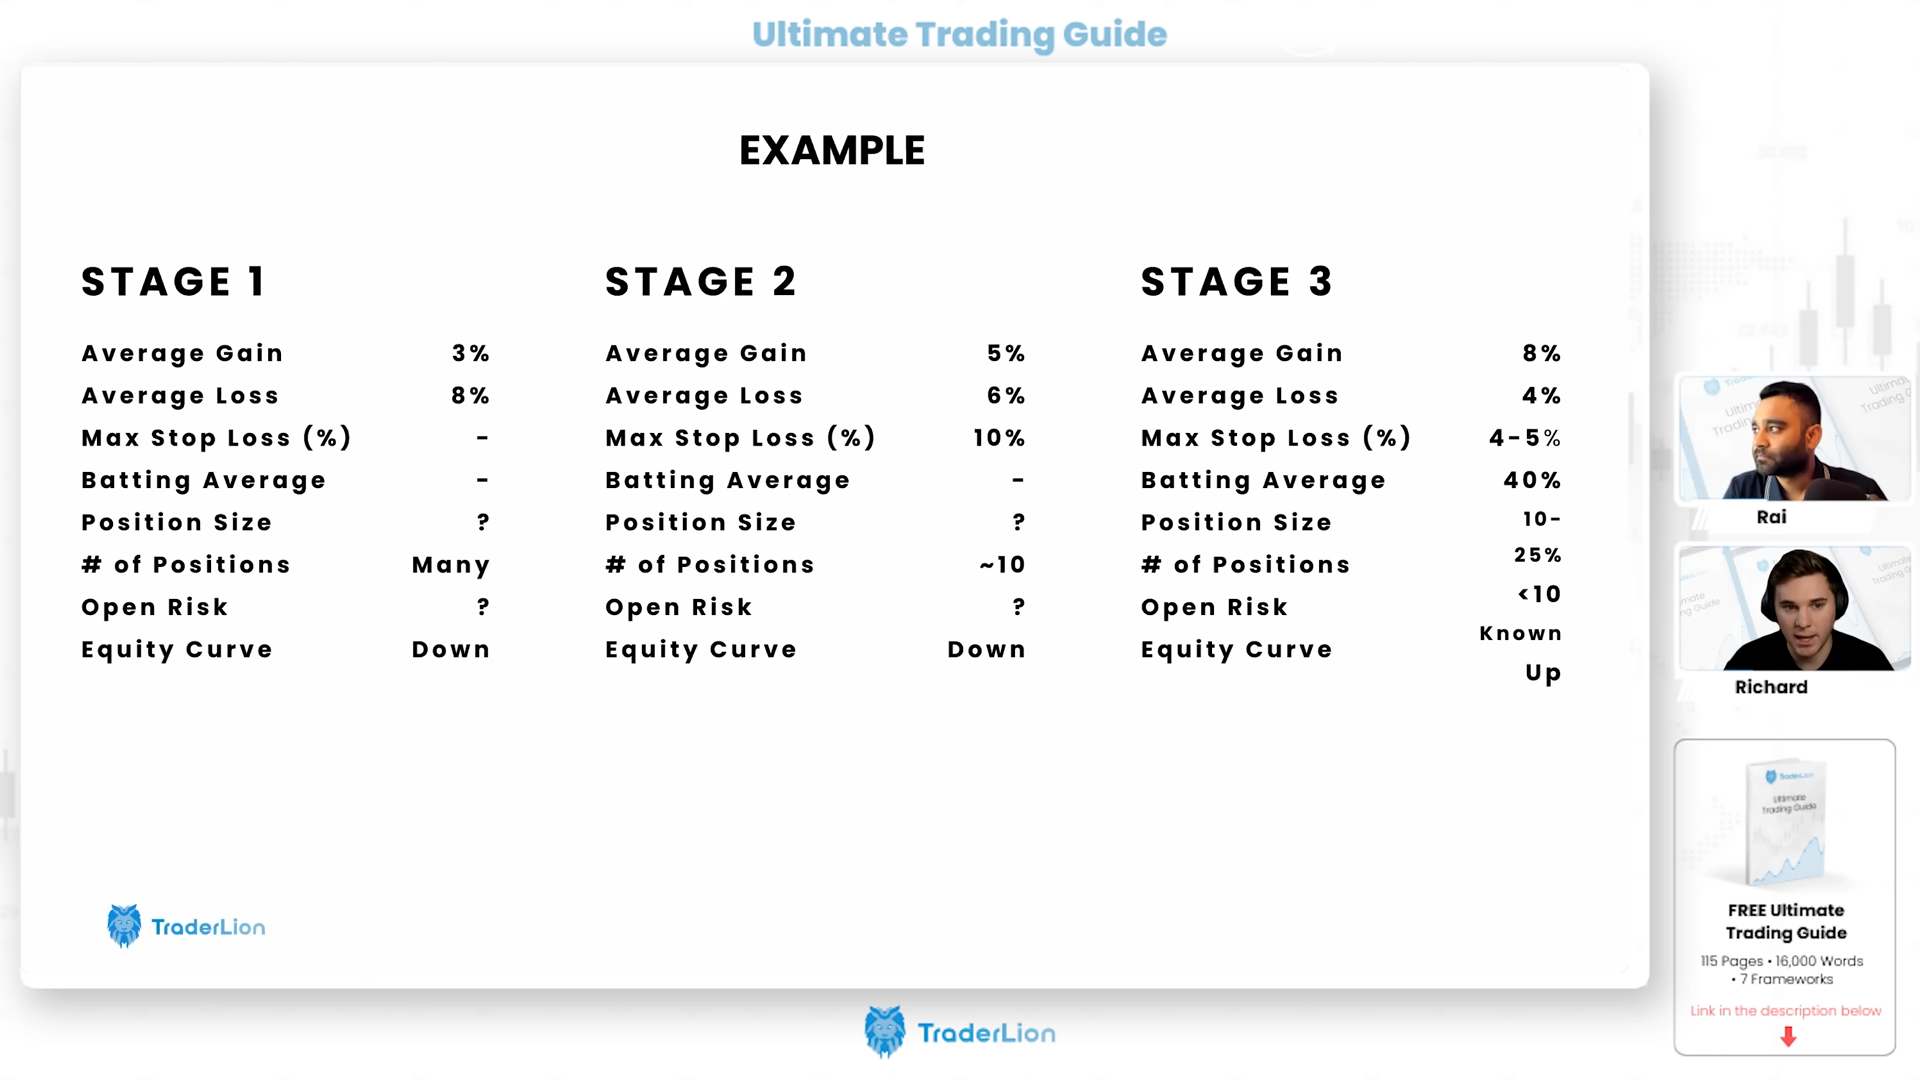 Ultimate Trading Guide
EXAMPLE
STAGE 1
Average Gain 3%
Average Loss 8%
Max Stop Loss (%) -
Batting Average -
Position Size ?
# of Positions Many
Open Risk ?
Equity Curve Down
STAGE 2
Average Gain 5%
Average Loss 6%
Max Stop Loss (%) 10%
Batting Average -
Position Size ?
# of Positions ~10
Open Risk ?
Equity Curve Down
STAGE 3
Average Gain 8%
Average Loss 4%
Max Stop Loss (%) 4-5%
Batting Average 40%
Position Size 10-
25%
# of Positions <10
Open Risk Known
Equity Curve Up
TraderLion
Rai
Richard
TraderLion
Ultimate
Trading Guide
FREE Ultimate
Trading Guide
115 Pages • 16,000 Words
• 7 Frameworks
Link in the description below
TraderLion